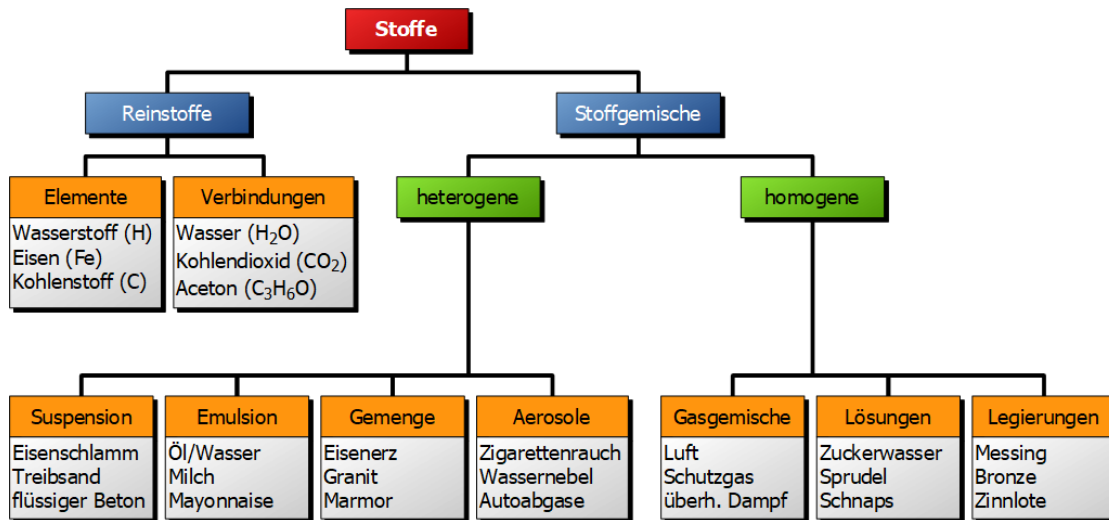 Stoffe
Reinstoffe
Stoffgemische
Elemente
Wasserstoff (H)
Eisen (Fe)
Kohlenstoff (C)
Verbindungen
Wasser (H₂O)
Kohlendioxid (CO₂)
Aceton (C₃H₆O)
heterogene
homogene
Suspension
Eisenschlamm
Treibsand
flüssiger Beton
Emulsion
Öl/Wasser
Milch
Mayonnaise
Gemenge
Eisenerz
Granit
Marmor
Aerosole
Zigarettenrauch
Wassernebel
Autoabgase
Gasgemische
Luft
Schutzgas
überh. Dampf
Lösungen
Zuckerwasser
Sprudel
Schnaps
Legierungen
Messing
Bronze
Zinnlote